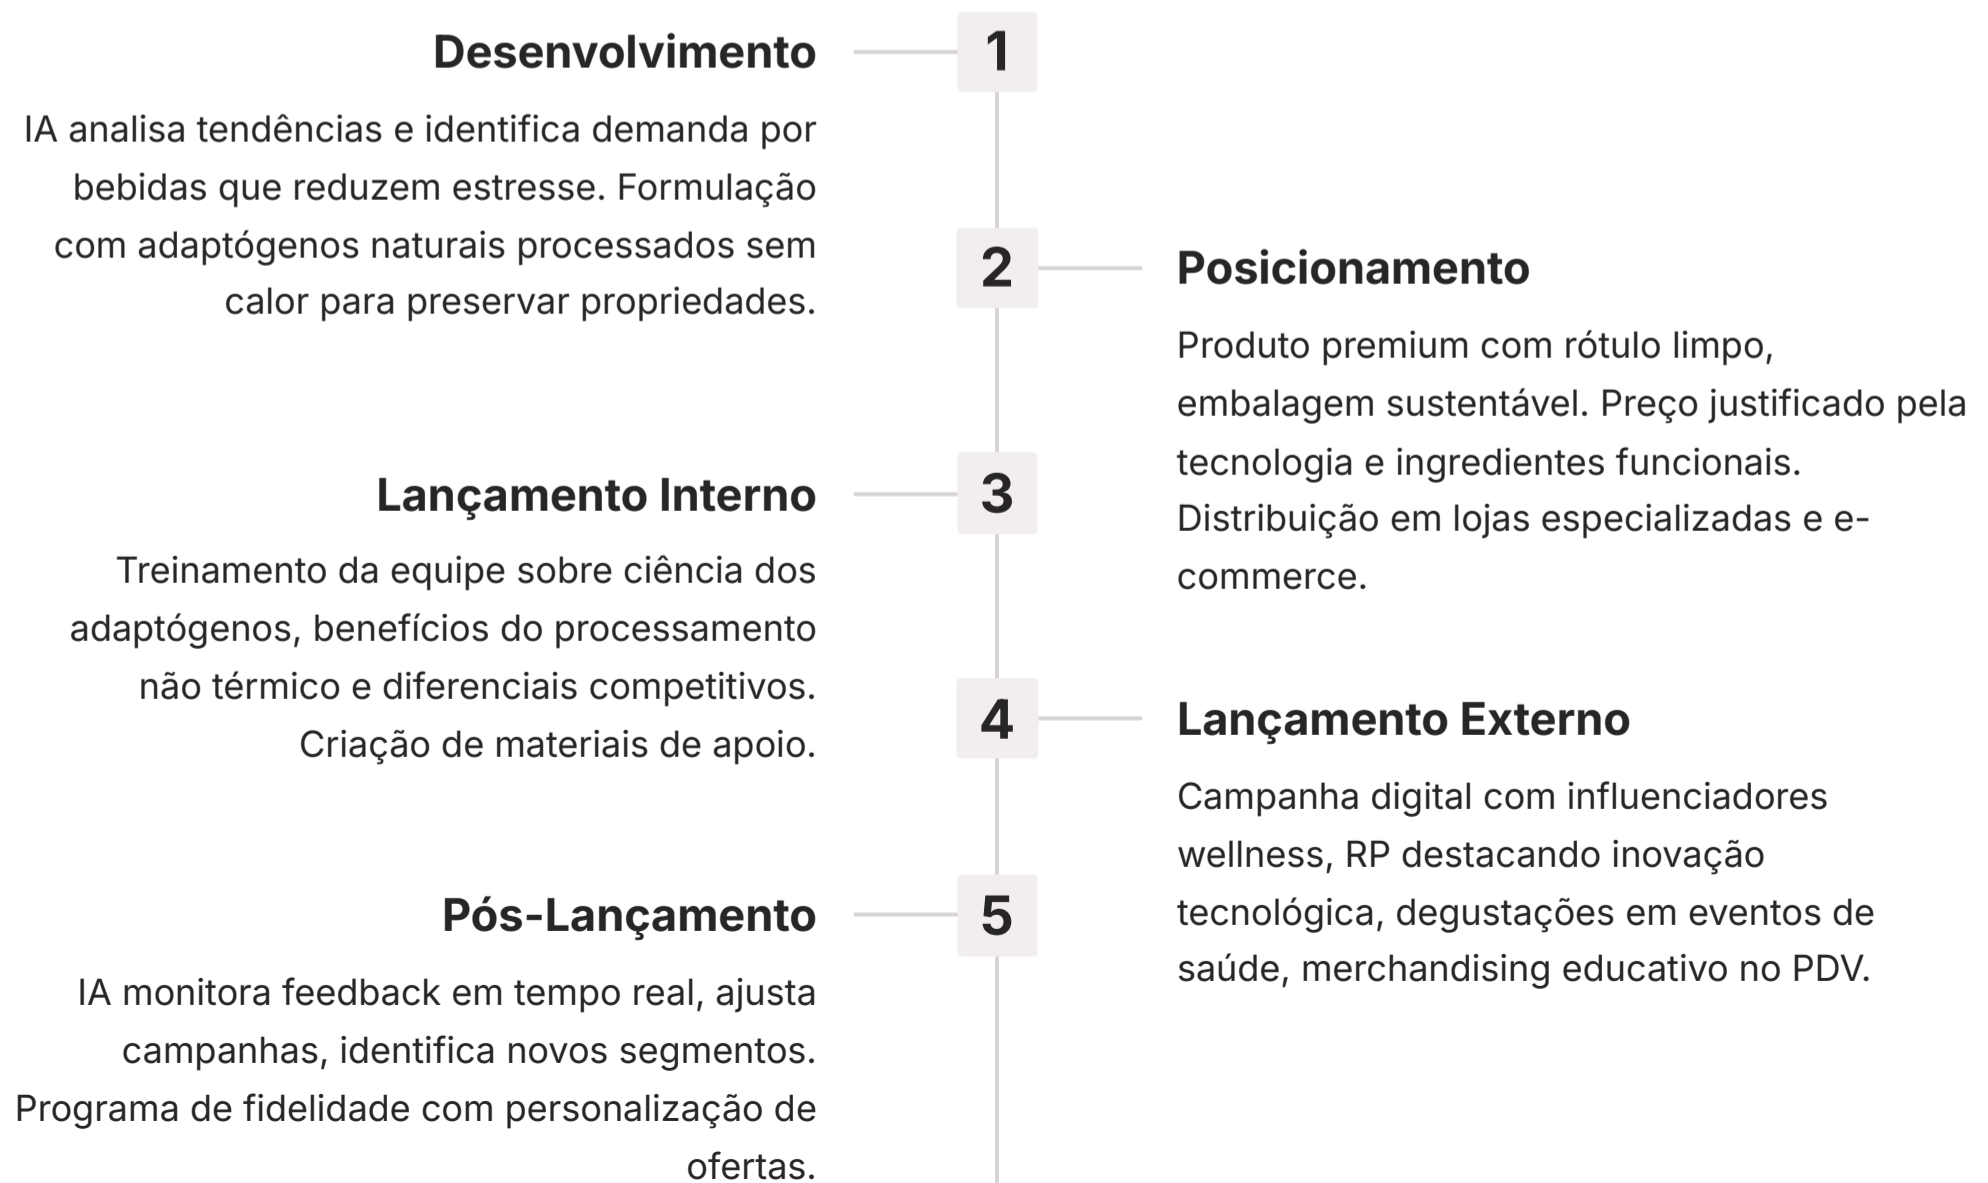 Desenvolvimento
1
IA analisa tendências e identifica demanda por
bebidas que reduzem estresse. Formulação
com adaptógenos naturais processados sem
calor para preservar propriedades.
2
Posicionamento
Produto premium com rótulo limpo,
embalagem sustentável. Preço justificado pela
tecnologia e ingredientes funcionais.
Distribuição em lojas especializadas e e-
commerce.
Lançamento Interno
3
Treinamento da equipe sobre ciência dos
adaptógenos, benefícios do processamento
não térmico e diferenciais competitivos.
Criação de materiais de apoio.
4
Lançamento Externo
Campanha digital com influenciadores
wellness, RP destacando inovação
tecnológica, degustações em eventos de
saúde, merchandising educativo no PDV.
Pós-Lançamento
5
IA monitora feedback em tempo real, ajusta
campanhas, identifica novos segmentos.
Programa de fidelidade com personalização de
ofertas.